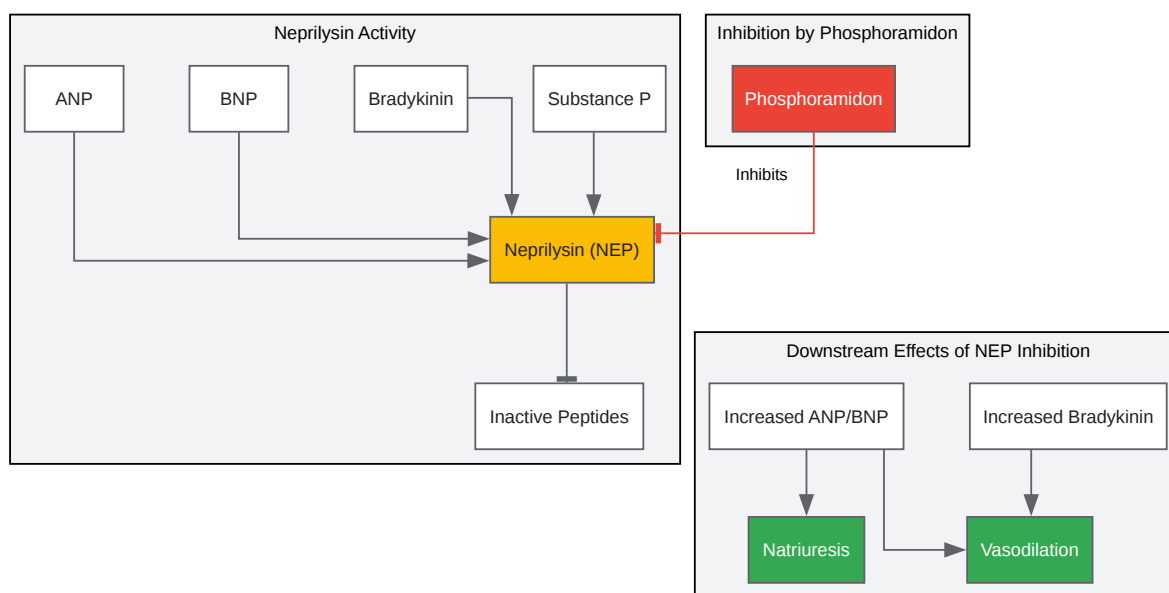 Neprilysin Activity
ANP
BNP
Bradykinin
Substance P
Neprilysin (NEP)
Inactive Peptides
Inhibition by Phosphoramidon
Phosphoramidon
Inhibits
Downstream Effects of NEP Inhibition
Increased ANP/BNP
Increased Bradykinin
Natriuresis
Vasodilation